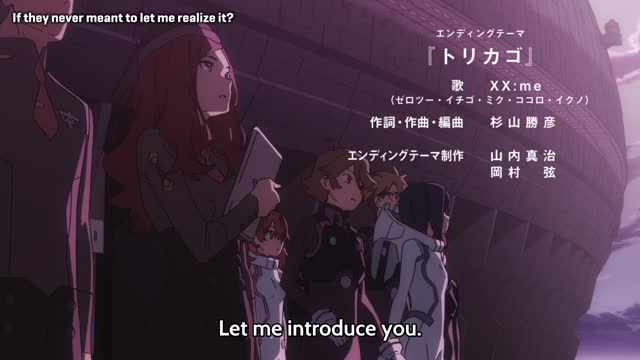 If they never meant to let me realize it?
エンディングテーマ
『トリカゴ』
歌 XX:me
(ゼロツー・イチゴ・ミク・ココロ・イクノ)
作詞・作曲・編曲 杉山勝彦
エンディングテーマ制作 山内真治
岡村 弦
Let me introduce you.